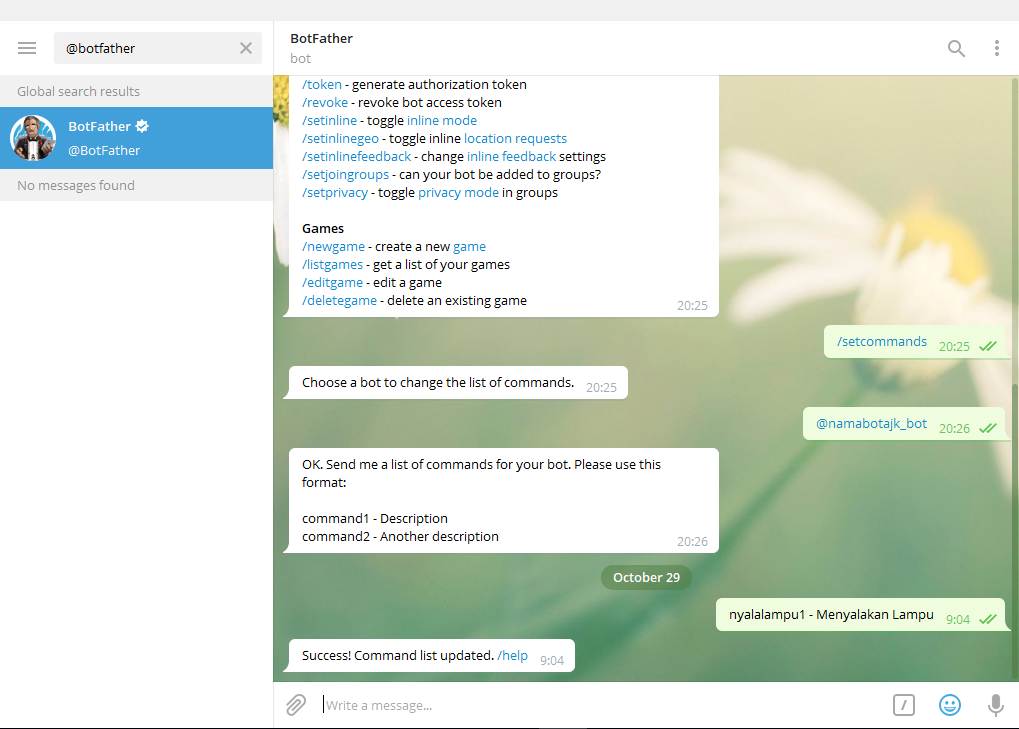 @botfather
Global search results
BotFather
@BotFather
No messages found
BotFather
bot
/token - generate authorization token
/revoke - revoke bot access token
/setinline - toggle inline mode
/setinlinegeo - toggle inline location requests
/setinlinefeedback - change inline feedback settings
/setjoingroups - can your bot be added to groups?
/setprivacy - toggle privacy mode in groups
Games
/newgame - create a new game
/listgames - get a list of your games
/editgame - edit a game
/deletegame - delete an existing game
20:25
/setcommands 20:25
Choose a bot to change the list of commands. 20:25
@namabotajk_bot 20:26
OK. Send me a list of commands for your bot. Please use this
format:
command1 - Description
command2 - Another description
20:26
October 29
nyalalampu1 - Menyalakan Lampu 9:04
Success! Command list updated. /help 9:04
Write a message...